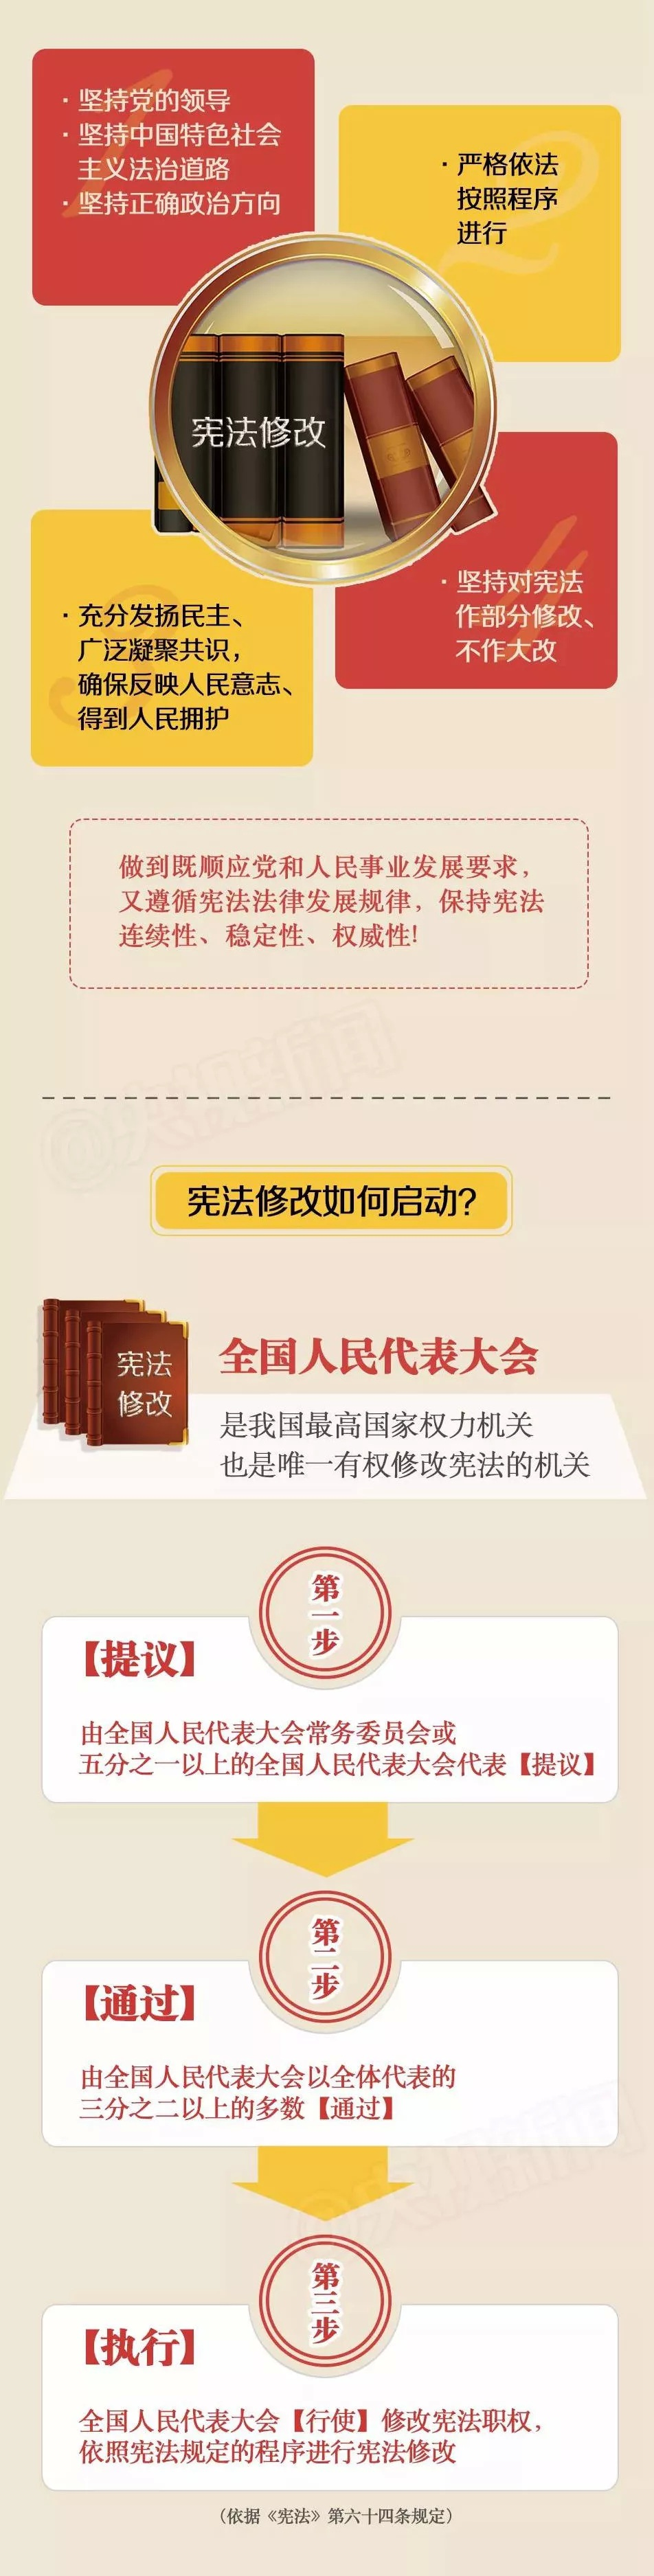 · 坚持党的领导
· 坚持中国特色社会
主义法治道路
· 坚持正确政治方向
1
· 严格依法
按照程序
进行
2
宪法修改
· 充分发扬民主、
广泛凝聚共识，
确保反映人民意志、
得到人民拥护
3
· 坚持对宪法
作部分修改、
不作大改
4
做到既顺应党和人民事业发展要求，
又遵循宪法法律发展规律，保持宪法
连续性、稳定性、权威性!
@央视新闻
宪法修改如何启动?
宪法
修改
全国人民代表大会
是我国最高国家权力机关
也是唯一有权修改宪法的机关
第一步
【提议】
由全国人民代表大会常务委员会或
五分之一以上的全国人民代表大会代表【提议】
第二步
【通过】
由全国人民代表大会以全体代表的
三分之二以上的多数【通过】
@央视新闻
第三步
【执行】
全国人民代表大会【行使】修改宪法职权，
依照宪法规定的程序进行宪法修改
（依据《宪法》第六十四条规定）